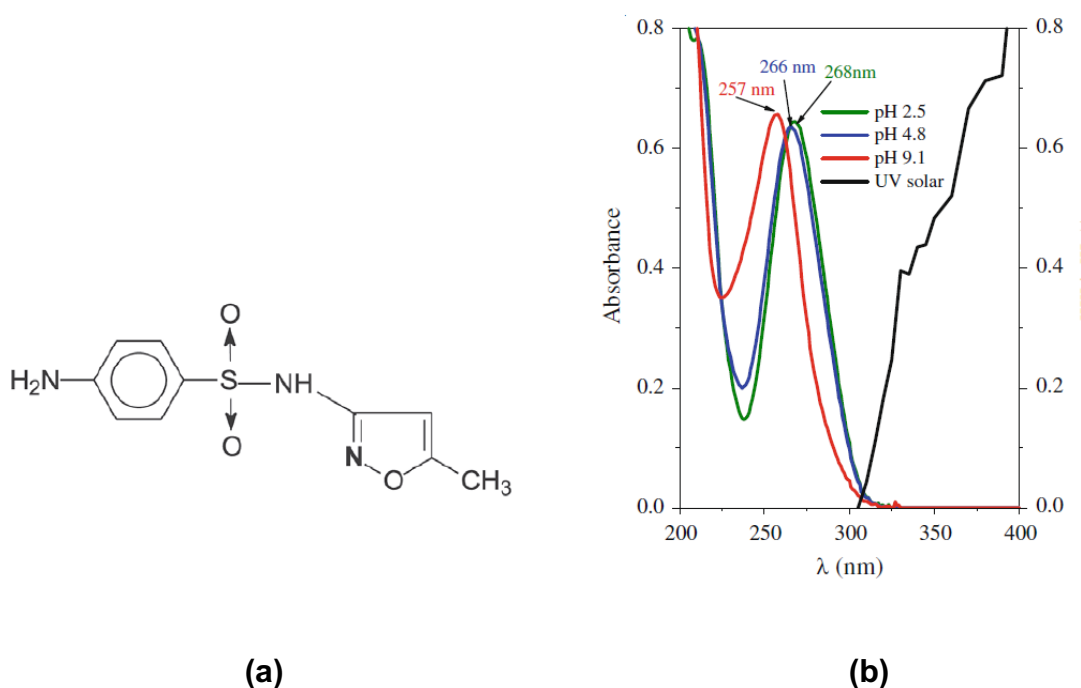 O
H₂N
S
NH
O
N
O
CH₃
(a)
0.8
0.6
0.4
0.2
0.0
Absorbance
266 nm
268nm
257 nm
pH 2.5
pH 4.8
pH 9.1
UV solar
0.8
0.6
0.4
0.2
0.0
200
250
300
350
400
λ (nm)
(b)